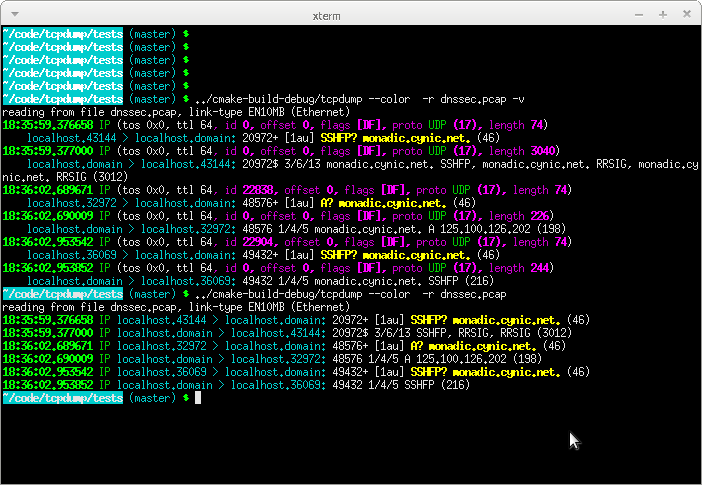 xterm
~/code/tcpdump/tests (master) $
~/code/tcpdump/tests (master) $
~/code/tcpdump/tests (master) $
~/code/tcpdump/tests (master) $
~/code/tcpdump/tests (master) $
~/code/tcpdump/tests (master) $ ../cmake-build-debug/tcpdump --color  -r dnssec.pcap -v
reading from file dnssec.pcap, link-type EN10MB (Ethernet)
18:35:59.376658 IP (tos 0x0, ttl 64, id 0, offset 0, flags [DF], proto UDP (17), length 74)
    localhost.43144 > localhost.domain: 20972+ [1au] SSHFP? monadic.cynic.net. (46)
18:35:59.377000 IP (tos 0x0, ttl 64, id 0, offset 0, flags [DF], proto UDP (17), length 3040)
    localhost.domain > localhost.43144: 20972$ 3/6/13 monadic.cynic.net. SSHFP, monadic.cynic.net. RRSIG, monadic.cy
nic.net. RRSIG (3012)
18:36:02.689671 IP (tos 0x0, ttl 64, id 22838, offset 0, flags [DF], proto UDP (17), length 74)
    localhost.32972 > localhost.domain: 48576+ [1au] A? monadic.cynic.net. (46)
18:36:02.690009 IP (tos 0x0, ttl 64, id 0, offset 0, flags [DF], proto UDP (17), length 226)
    localhost.domain > localhost.32972: 48576 1/4/5 monadic.cynic.net. A 125.100.126.202 (198)
18:36:02.953542 IP (tos 0x0, ttl 64, id 22904, offset 0, flags [DF], proto UDP (17), length 74)
    localhost.36069 > localhost.domain: 49432+ [1au] SSHFP? monadic.cynic.net. (46)
18:36:02.953852 IP (tos 0x0, ttl 64, id 0, offset 0, flags [DF], proto UDP (17), length 244)
    localhost.domain > localhost.36069: 49432 1/4/5 monadic.cynic.net. SSHFP (216)
~/code/tcpdump/tests (master) $ ../cmake-build-debug/tcpdump --color  -r dnssec.pcap
reading from file dnssec.pcap, link-type EN10MB (Ethernet)
18:35:59.376658 IP localhost.43144 > localhost.domain: 20972+ [1au] SSHFP? monadic.cynic.net. (46)
18:35:59.377000 IP localhost.domain > localhost.43144: 20972$ 3/6/13 SSHFP, RRSIG, RRSIG (3012)
18:36:02.689671 IP localhost.32972 > localhost.domain: 48576+ [1au] A? monadic.cynic.net. (46)
18:36:02.690009 IP localhost.domain > localhost.32972: 48576 1/4/5 A 125.100.126.202 (198)
18:36:02.953542 IP localhost.36069 > localhost.domain: 49432+ [1au] SSHFP? monadic.cynic.net. (46)
18:36:02.953852 IP localhost.domain > localhost.36069: 49432 1/4/5 SSHFP (216)
~/code/tcpdump/tests (master) $